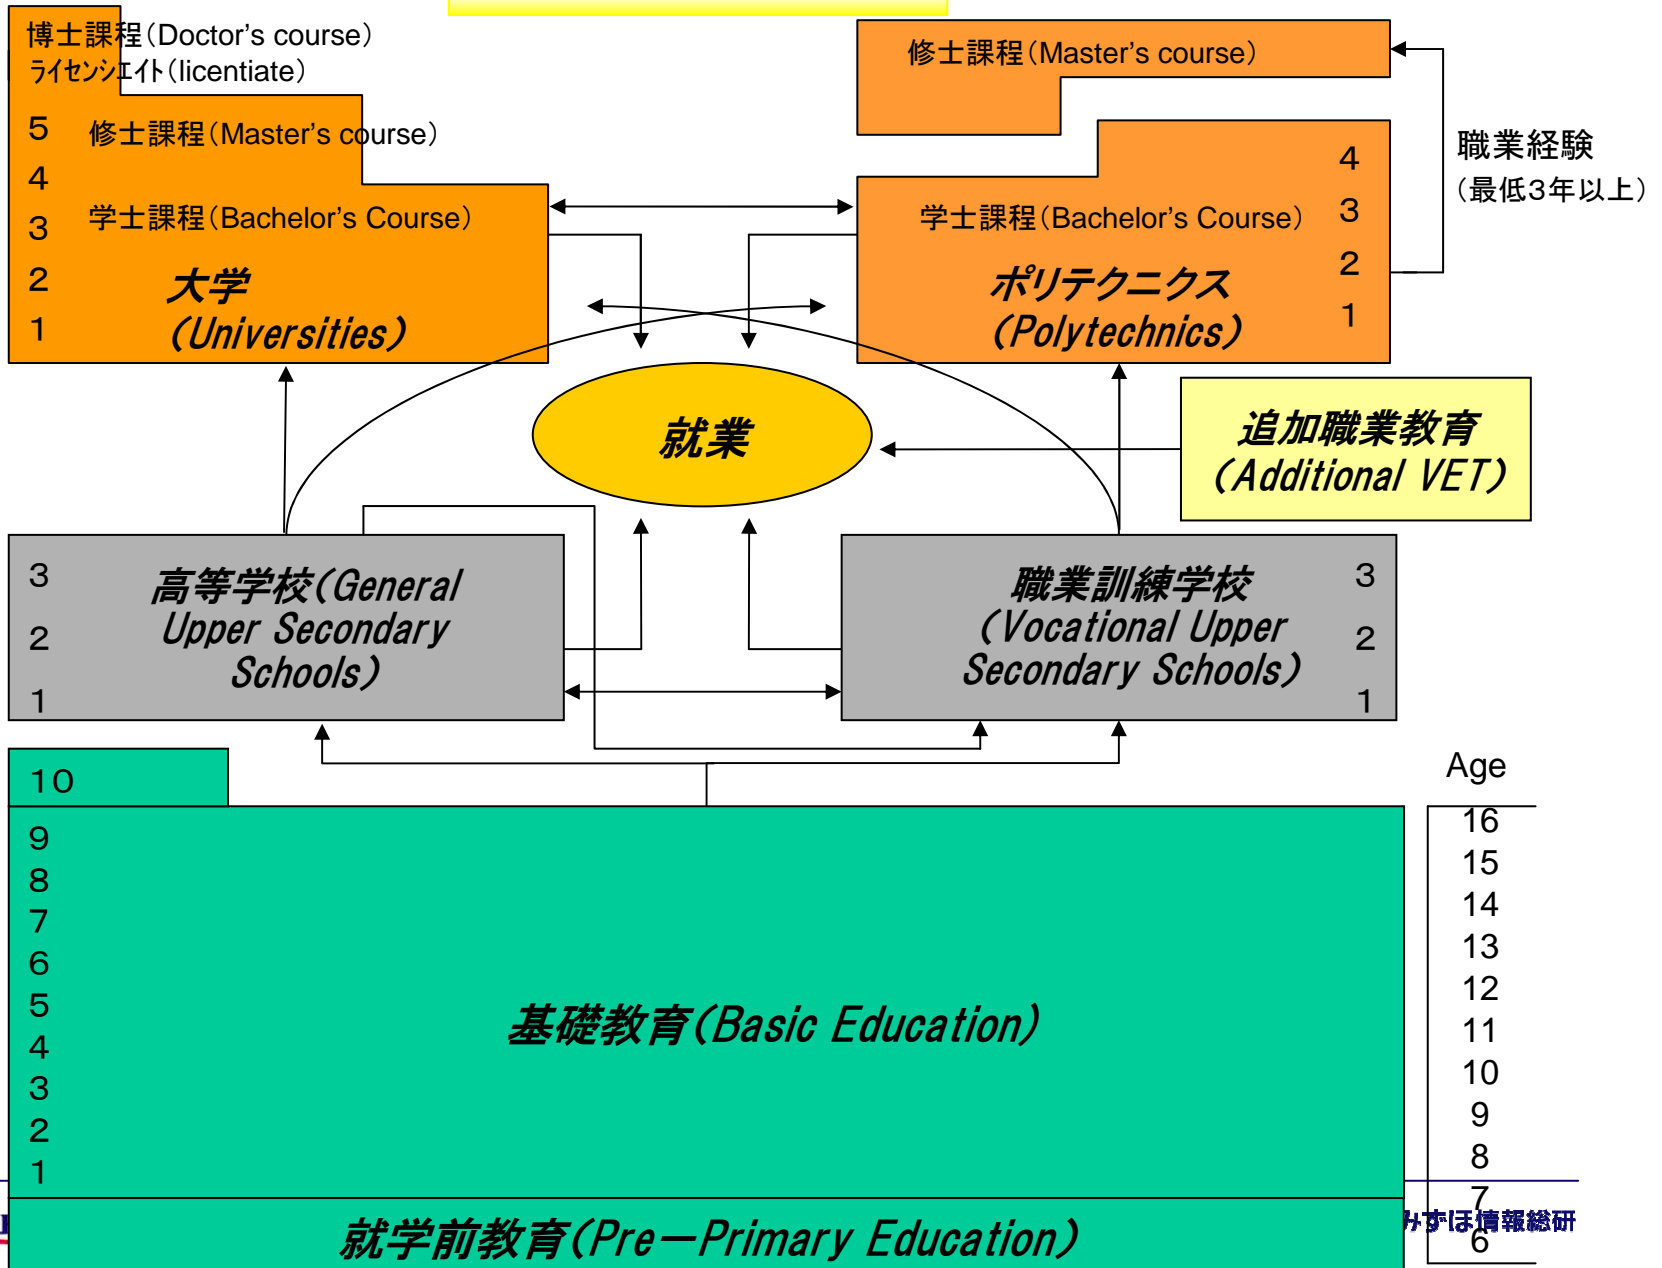 博士課程(Doctor's course)
ライセンシエイト(licentiate)
5 修士課程(Master's course)
4
3 学士課程(Bachelor's Course)
2 大学
1 (Universities)
修士課程(Master's course)
4
学士課程(Bachelor's Course) 3
ポリテクニクス 2
(Polytechnics) 1
職業経験
(最低3年以上)
就業
追加職業教育
(Additional VET)
3 高等学校(General
2 Upper Secondary
Schools)
1
職業訓練学校 3
(Vocational Upper 2
Secondary Schools)
1
10
9
8
7
6
5
4
3
2
1
基礎教育(Basic Education)
就学前教育(Pre-Primary Education)
Age
16
15
14
13
12
11
10
9
8
7
6
みずほ情報総研